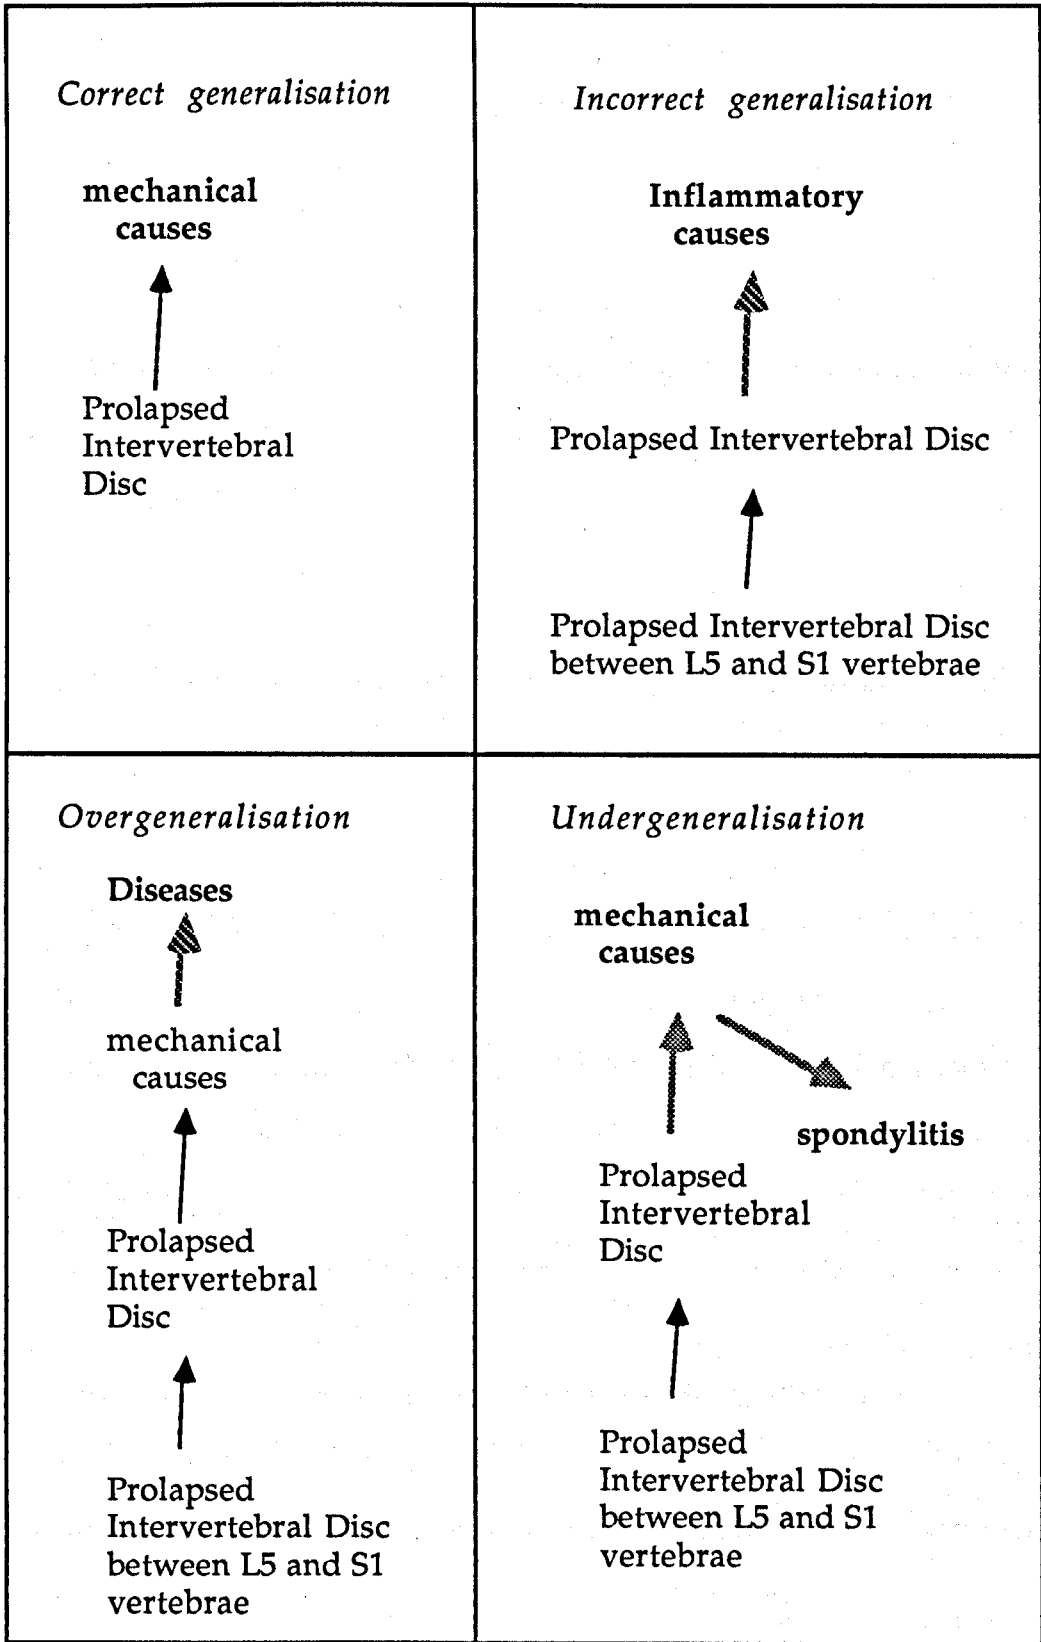 Correct generalisation
mechanical
causes
Prolapsed
Intervertebral
Disc
Incorrect generalisation
Inflammatory
causes
Prolapsed Intervertebral Disc
Prolapsed Intervertebral Disc
between L5 and S1 vertebrae
Overgeneralisation
Diseases
mechanical
causes
Prolapsed
Intervertebral
Disc
Prolapsed
Intervertebral Disc
between L5 and S1
vertebrae
Undergeneralisation
mechanical
causes
spondylitis
Prolapsed
Intervertebral
Disc
Prolapsed
Intervertebral Disc
between L5 and S1
vertebrae